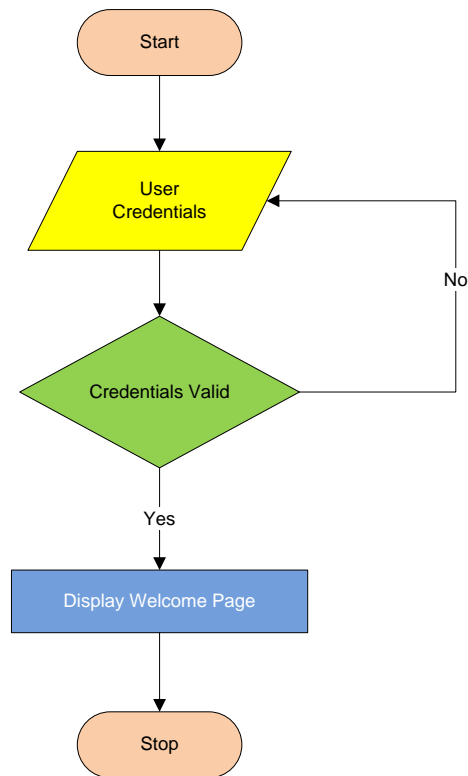 Start
User
Credentials
No
Credentials Valid
Yes
Display Welcome Page
Stop